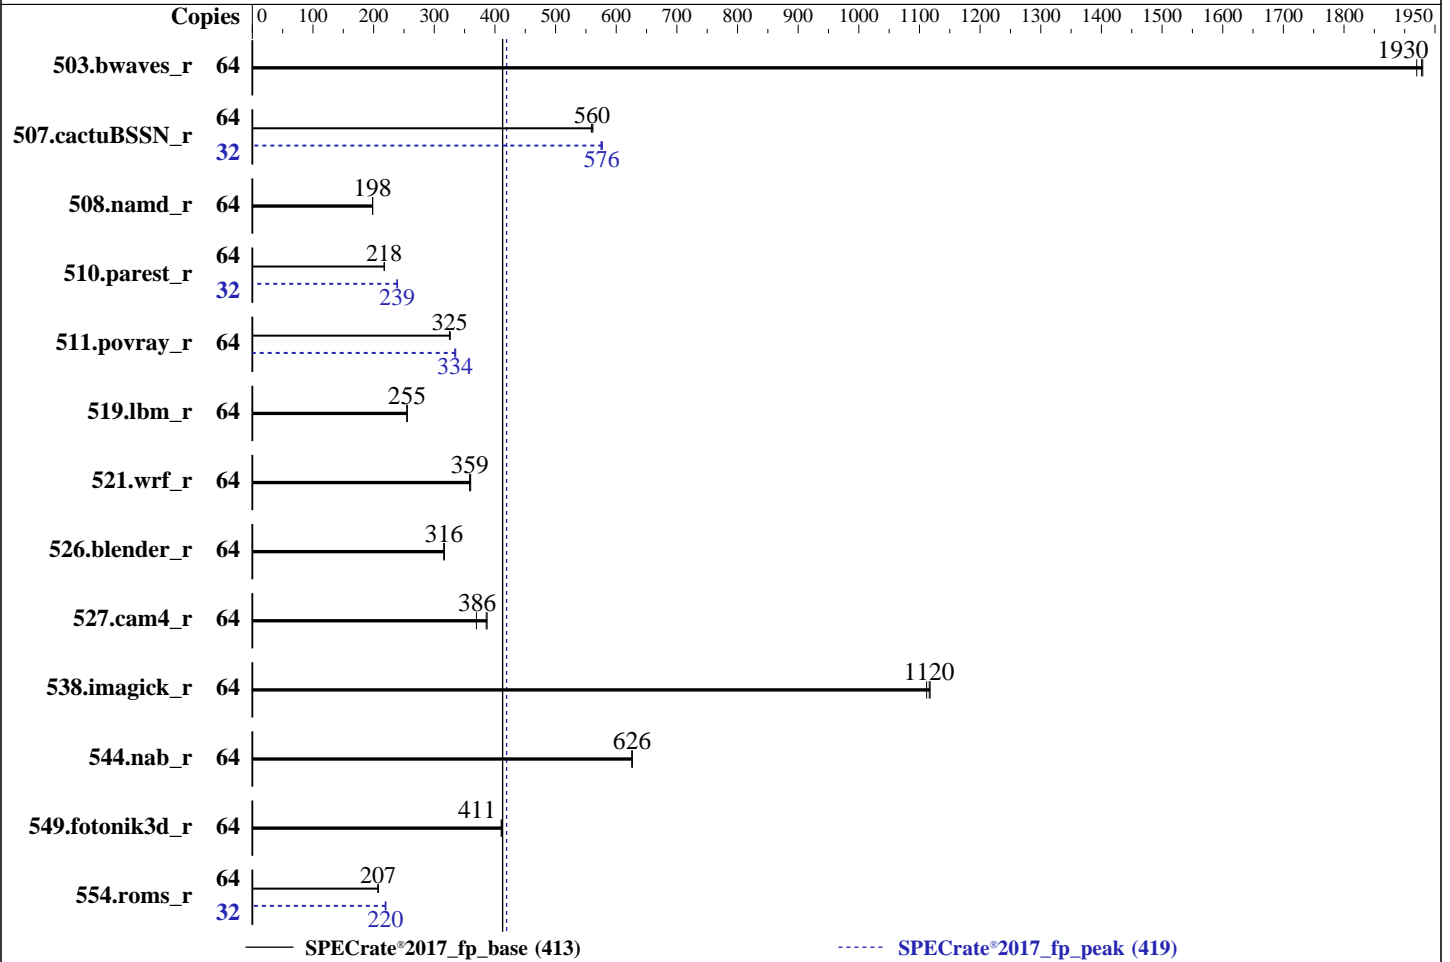 Copies 0 100 200 300 400 500 600 700 800 900 1000 1100 1200 1300 1400 1500 1600 1700 1800 1950
503.bwaves_r 64 1930
507.cactuBSSN_r 64 560
32 576
508.namd_r 64 198
510.parest_r 64 218
32 239
511.povray_r 64 325
334
519.lbm_r 64 255
521.wrf_r 64 359
526.blender_r 64 316
527.cam4_r 64 386
538.imagick_r 64 1120
544.nab_r 64 626
549.fotonik3d_r 64 411
554.roms_r 64 207
32 220
SPECrate®2017_fp_base (413) SPECrate®2017_fp_peak (419)